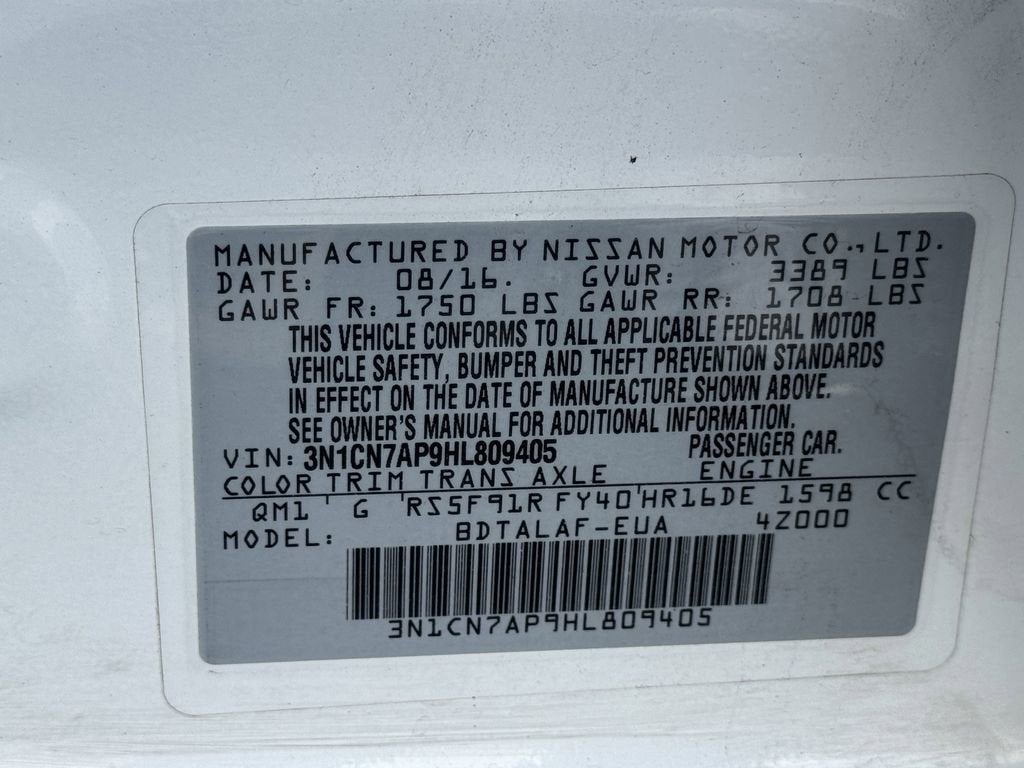 MANUFACTURED BY NISSAN MOTOR CO., LTD.
DATE: 08/16. GVWR: 3389 LBS
GAWR FR: 1750 LBS GAWR RR: 1708 LBS
THIS VEHICLE CONFORMS TO ALL APPLICABLE FEDERAL MOTOR
VEHICLE SAFETY, BUMPER AND THEFT PREVENTION STANDARDS
IN EFFECT ON THE DATE OF MANUFACTURE SHOWN ABOVE.
SEE OWNER'S MANUAL FOR ADDITIONAL INFORMATION.
VIN: 3N1CN7AP9HL809405 PASSENGER CAR.
COLOR TRIM TRANS AXLE ENGINE
QM1 ' G 'RS5F91R FY40'HR16DE 1598 CC
MODEL: BDTALAF-EUA 4Z000
3N1CN7AP9HL809405